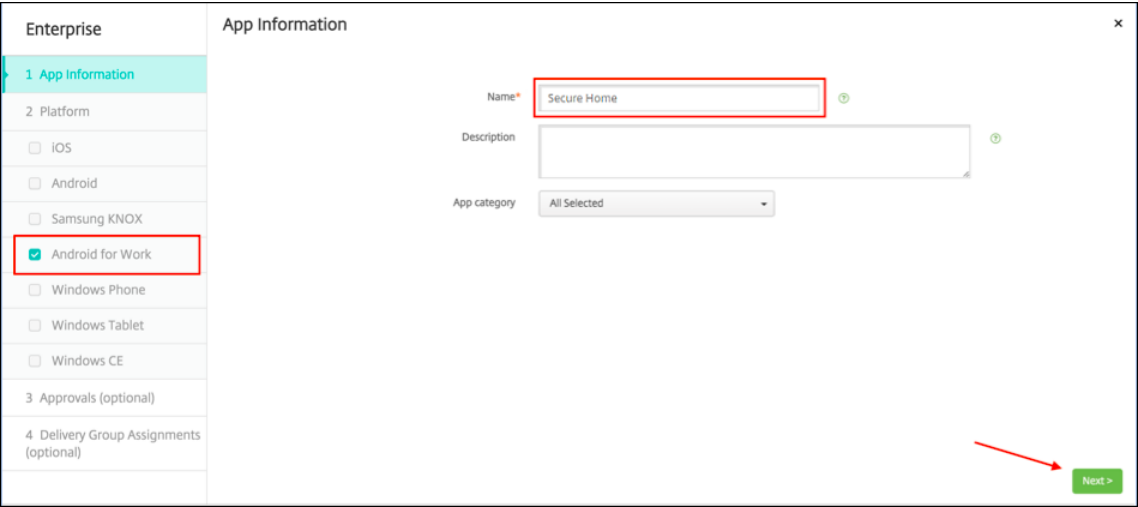 Enterprise
1 App Information
2 Platform
iOS
Android
Samsung KNOX
Android for Work
Windows Phone
Windows Tablet
Windows CE
3 Approvals (optional)
4 Delivery Group Assignments
(optional)
App Information
×
Name* Secure Home ?
Description ?
App category All Selected
Next >